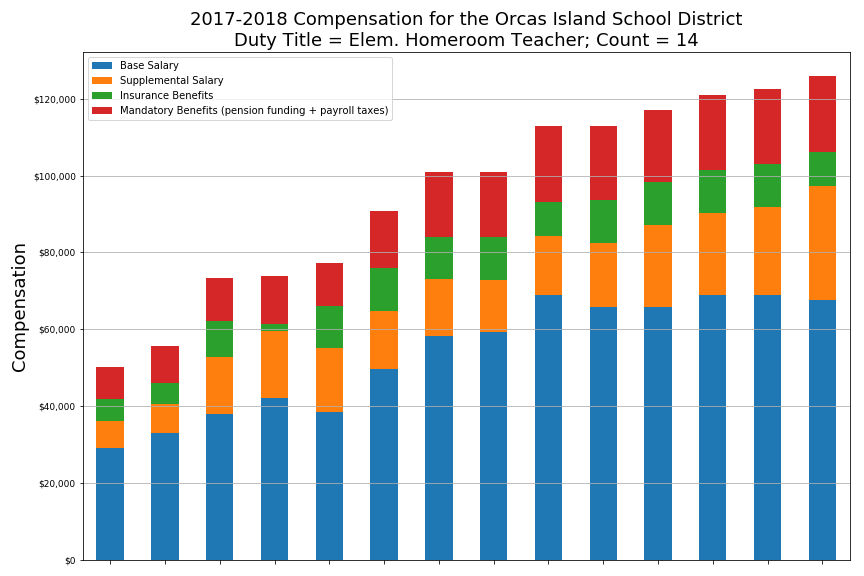 2017-2018 Compensation for the Orcas Island School District
Duty Title = Elem. Homeroom Teacher; Count = 14
Base Salary
Supplemental Salary
Insurance Benefits
Mandatory Benefits (pension funding + payroll taxes)
$120,000
$100,000
$80,000
$60,000
$40,000
$20,000
$0
Compensation